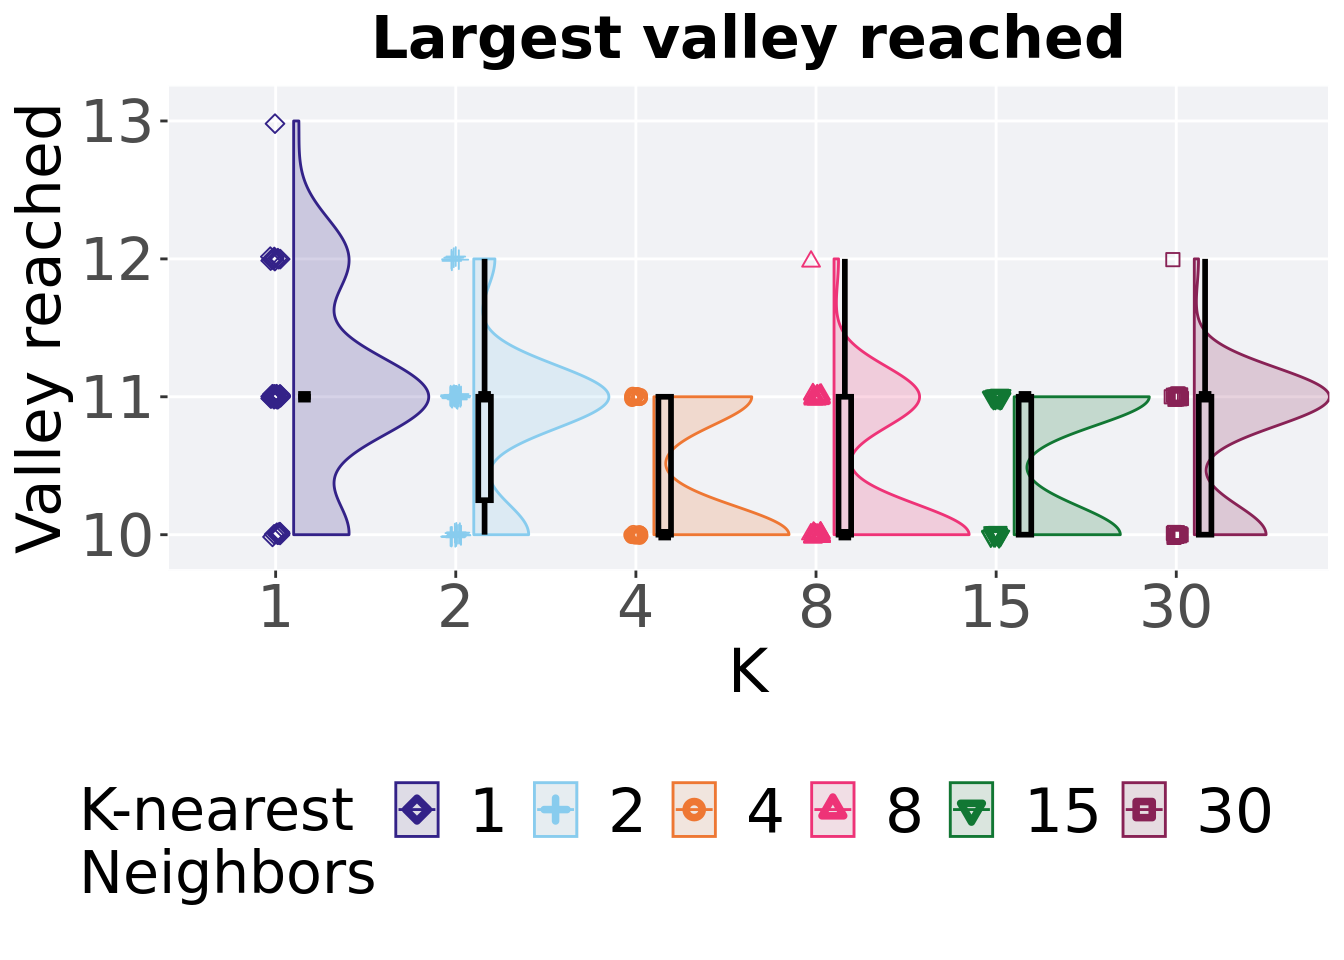 Largest valley reached
Valley reached
13
12
11
10
1 2 4 8 15 30
K
K-nearest
Neighbors
1 2 4 8 15 30